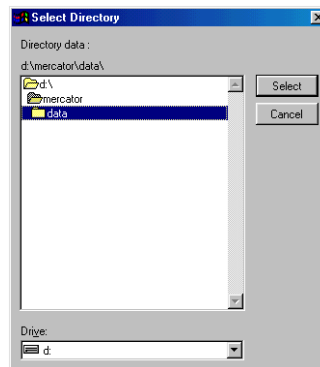 Select Directory
Directory data :
d:\mercator\data\
d:\
mercator
data
Select
Cancel
Drive:
d: